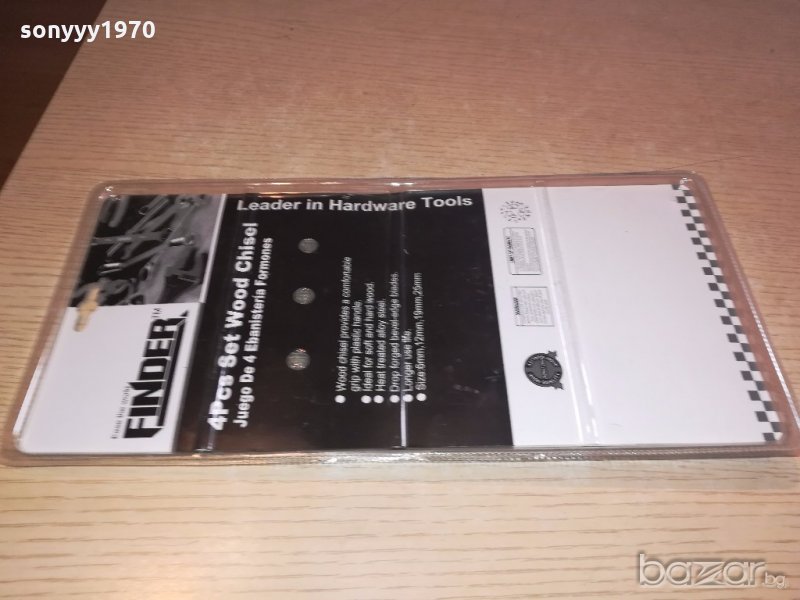 sonyyy1970
Leader in Hardware Tools
FINDER™
4Pcs Set Wood Chisel
Juego De 4 Ebanisteria Formones
Wood chisel provides a comfortable
grip with plastic handle.
Ideal for soft and hard wood.
Heat treated alloy steel.
Drop forged bevel-edge blades.
Longer use life.
Size 6mm,12mm,19mm,25mm
bazar.bg